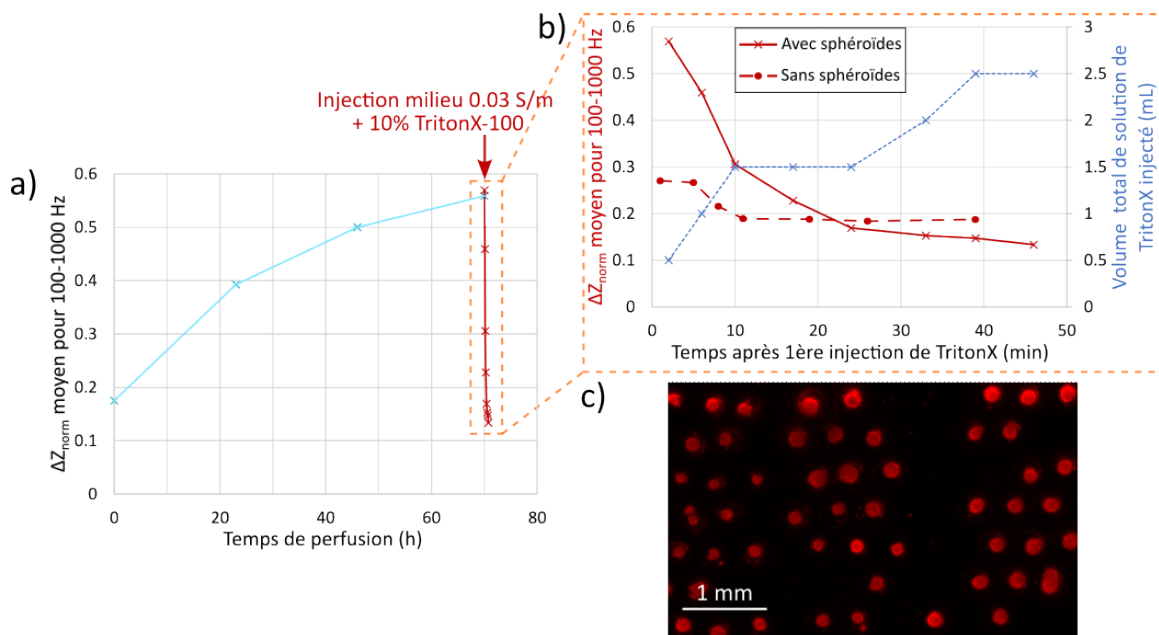 a)
Injection milieu 0.03 S/m
+ 10% TritonX-100
ΔZnorm moyen pour 100-1000 Hz
0.6
0.5
0.4
0.3
0.2
0.1
0
0
20
40
60
80
Temps de perfusion (h)
b)
Avec sphéroïdes
Sans sphéroïdes
ΔZnorm moyen pour 100-1000 Hz
0.6
0.5
0.4
0.3
0.2
0.1
0
3
2.5
2
1.5
1
0.5
0
Volume total de solution de
TritonX injecté (mL)
0
10
20
30
40
50
Temps après 1ère injection de TritonX (min)
c)
1 mm